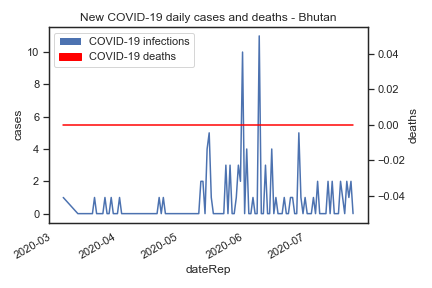 New COVID-19 daily cases and deaths - Bhutan
COVID-19 infections
COVID-19 deaths
10
8
6
4
2
0
cases
0.04
0.02
0.00
−0.02
−0.04
deaths
2020-03
2020-04
2020-05
2020-06
2020-07
dateRep